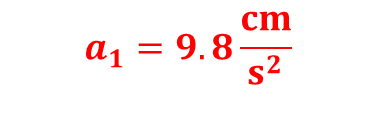 a₁ = 9.8 cm/s²